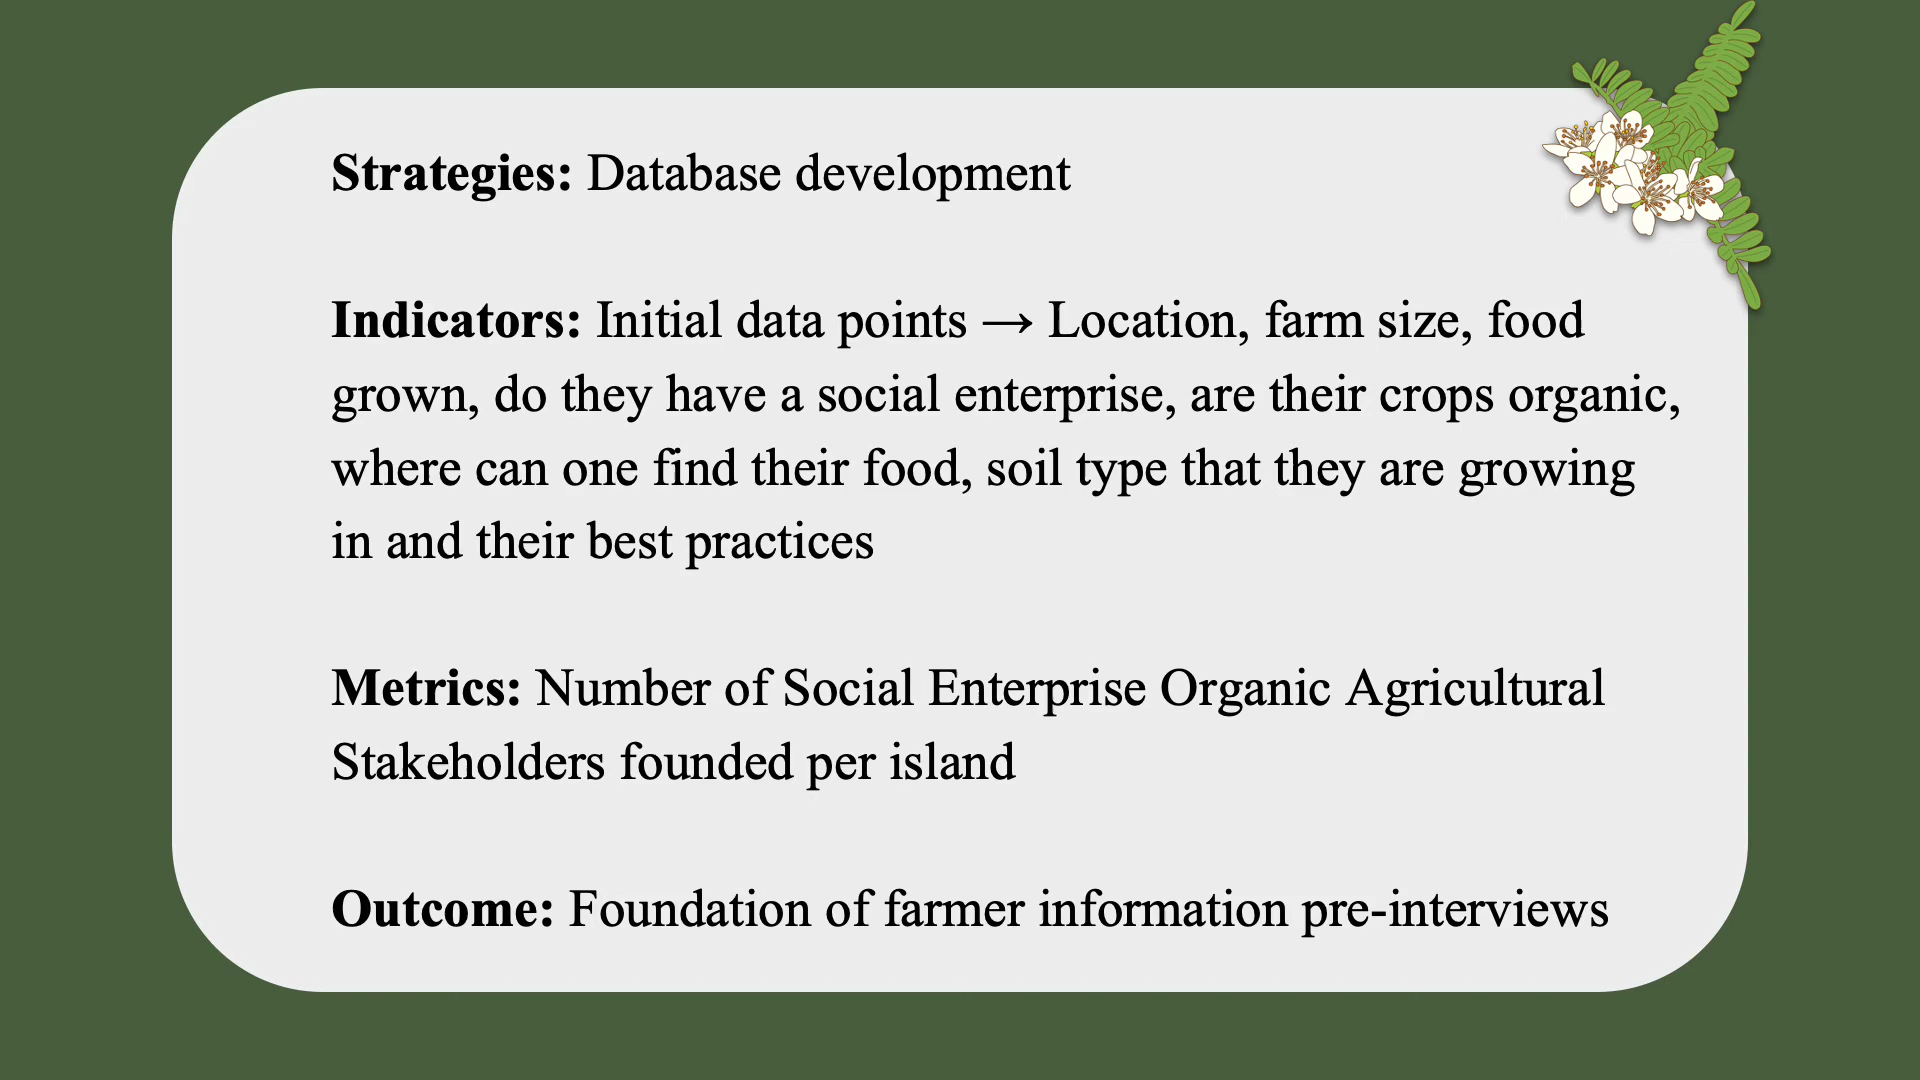 Strategies: Database development
Indicators: Initial data points → Location, farm size, food
grown, do they have a social enterprise, are their crops organic,
where can one find their food, soil type that they are growing
in and their best practices
Metrics: Number of Social Enterprise Organic Agricultural
Stakeholders founded per island
Outcome: Foundation of farmer information pre-interviews